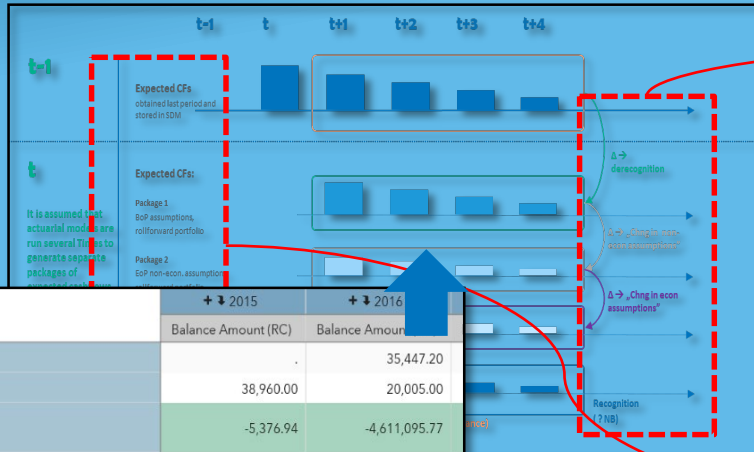 t-1 t t+1 t+2 t+3 t+4
t-1
Expected CFs
obtained last period and
stored in SDM
Δ →
derecognition
t
Expected CFs:
Package 1
BoP assumptions,
rollforward portfolio
It is assumed that
actuarial models are
run several Times to
generate separate
packages of
Package 2
EoP non-econ. assumptions
Δ → „Chng in econ
assumptions”
+ 2015 + 2016
Balance Amount (RC) Balance
. 35,447.20
38,960.00 20,005.00
-5,376.94 -4,611,095.77
Recognition
( ? NB)